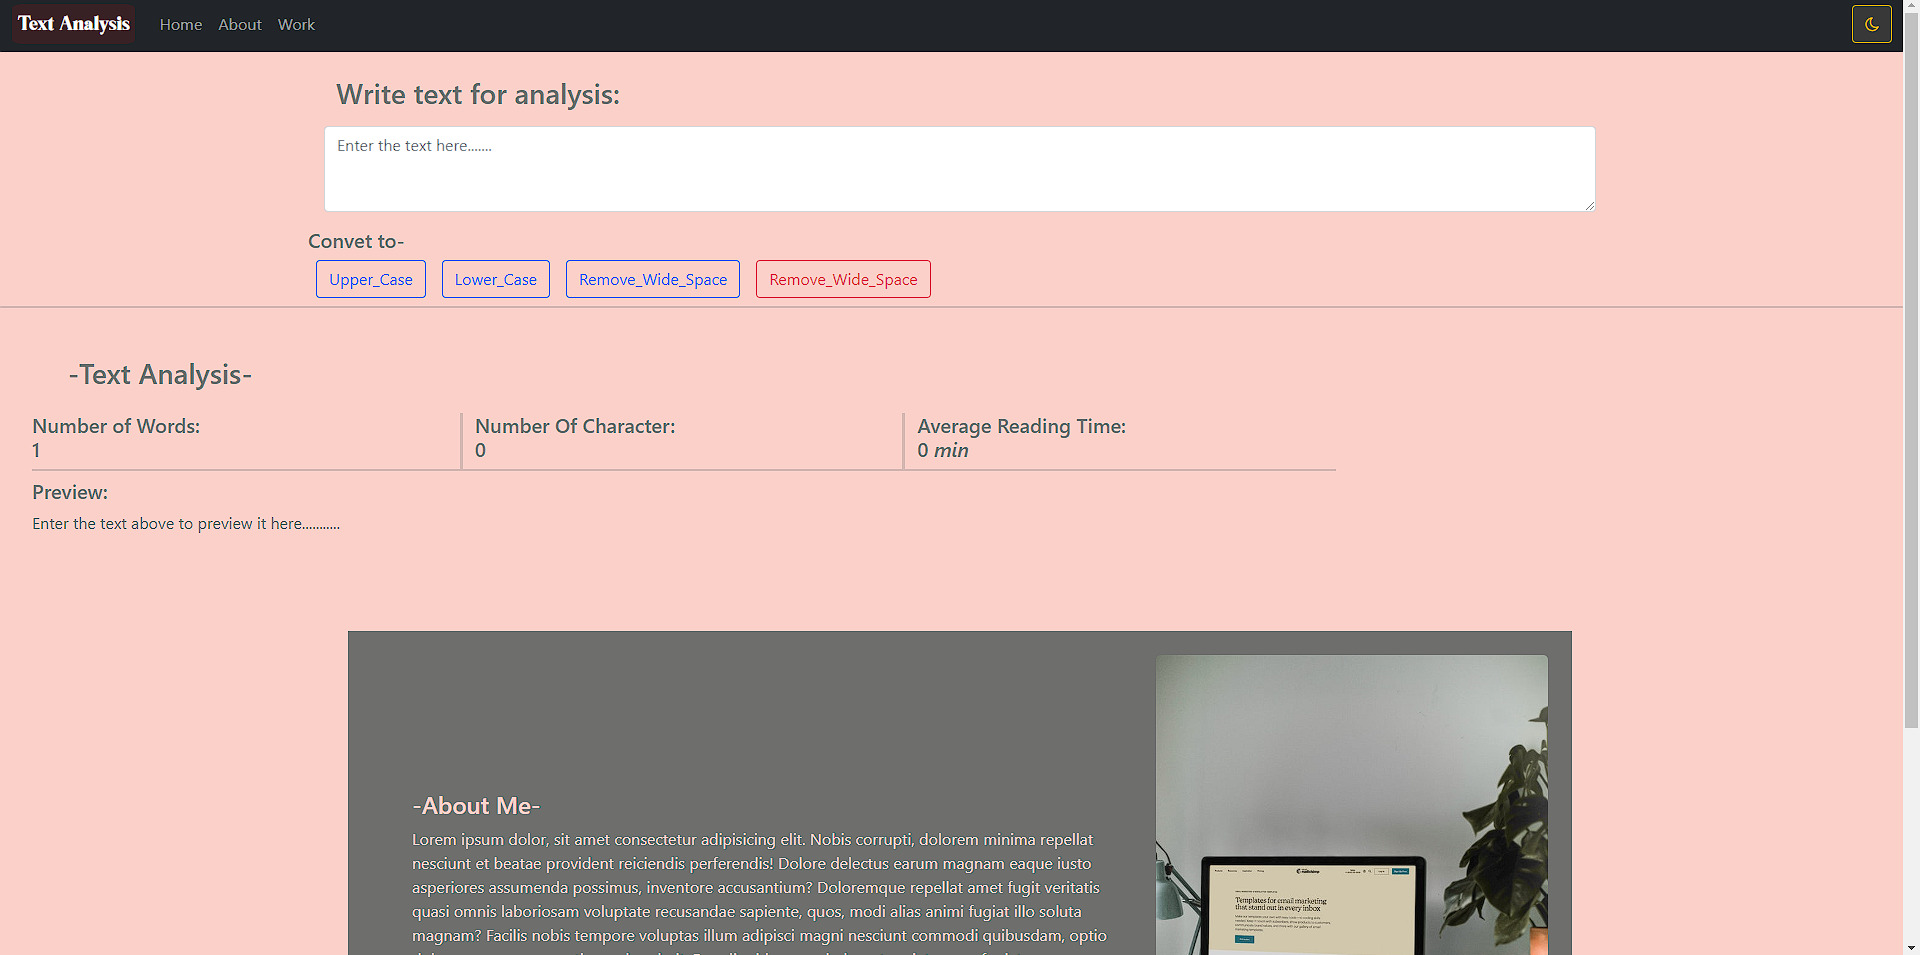 Text Analysis
Home About Work
Write text for analysis:
Enter the text here.......
Convet to-
Upper_Case Lower_Case Remove_Wide_Space Remove_Wide_Space
-Text Analysis-
Number of Words: Number Of Character: Average Reading Time:
1 0 0 min
Preview:
Enter the text above to preview it here...........
-About Me-
Lorem ipsum dolor, sit amet consectetur adipisicing elit. Nobis corrupti, dolorem minima repellat
nesciunt et beatae provident reiciendis perferendis! Dolore delectus earum magnam eaque iusto
asperiores assumenda possimus, inventore accusantium? Doloremque repellat amet fugit veritatis
quasi omnis laboriosam voluptate recusandae sapiente, quos, modi alias animi fugiat illo soluta
magnam? Facilis nobis tempore voluptas illum adipisci magni nesciunt commodi quibusdam, optio
Templates for email marketing
that stand out in every inbox